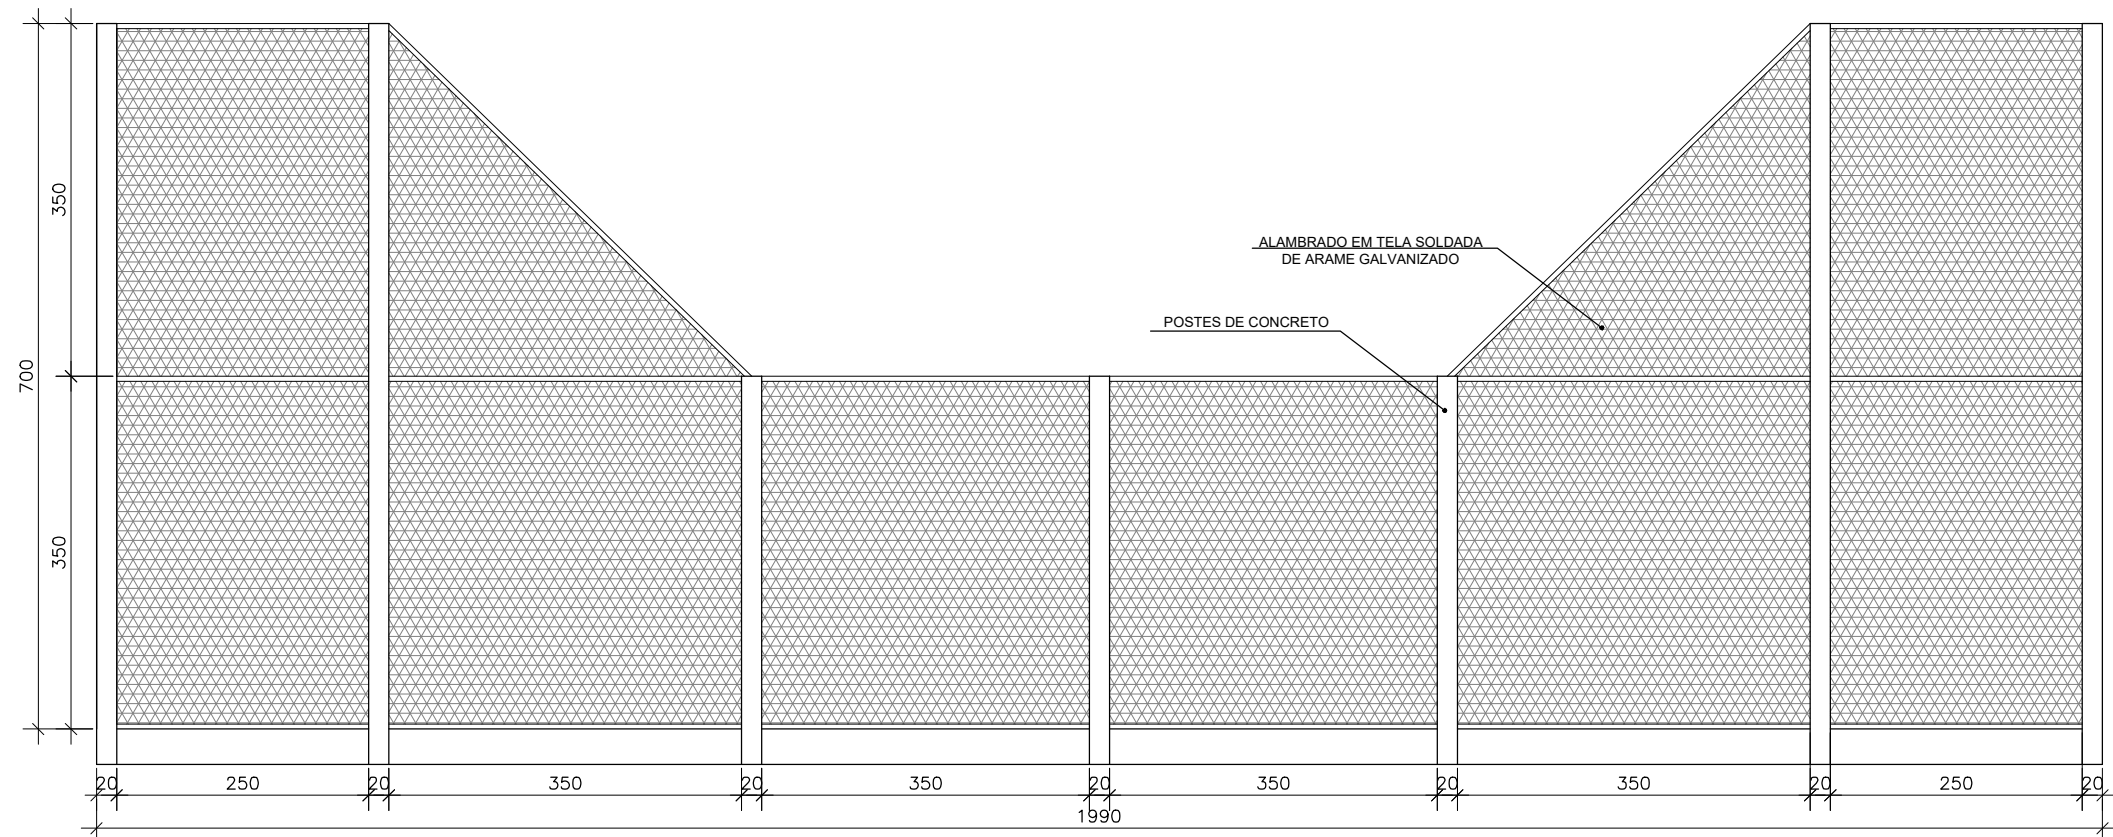 350
700
350
ALAMBRADO EM TELA SOLDADA
DE ARAME GALVANIZADO
POSTES DE CONCRETO
20 250 20 350 20 350 20 350 20 350 20 250 20
1990